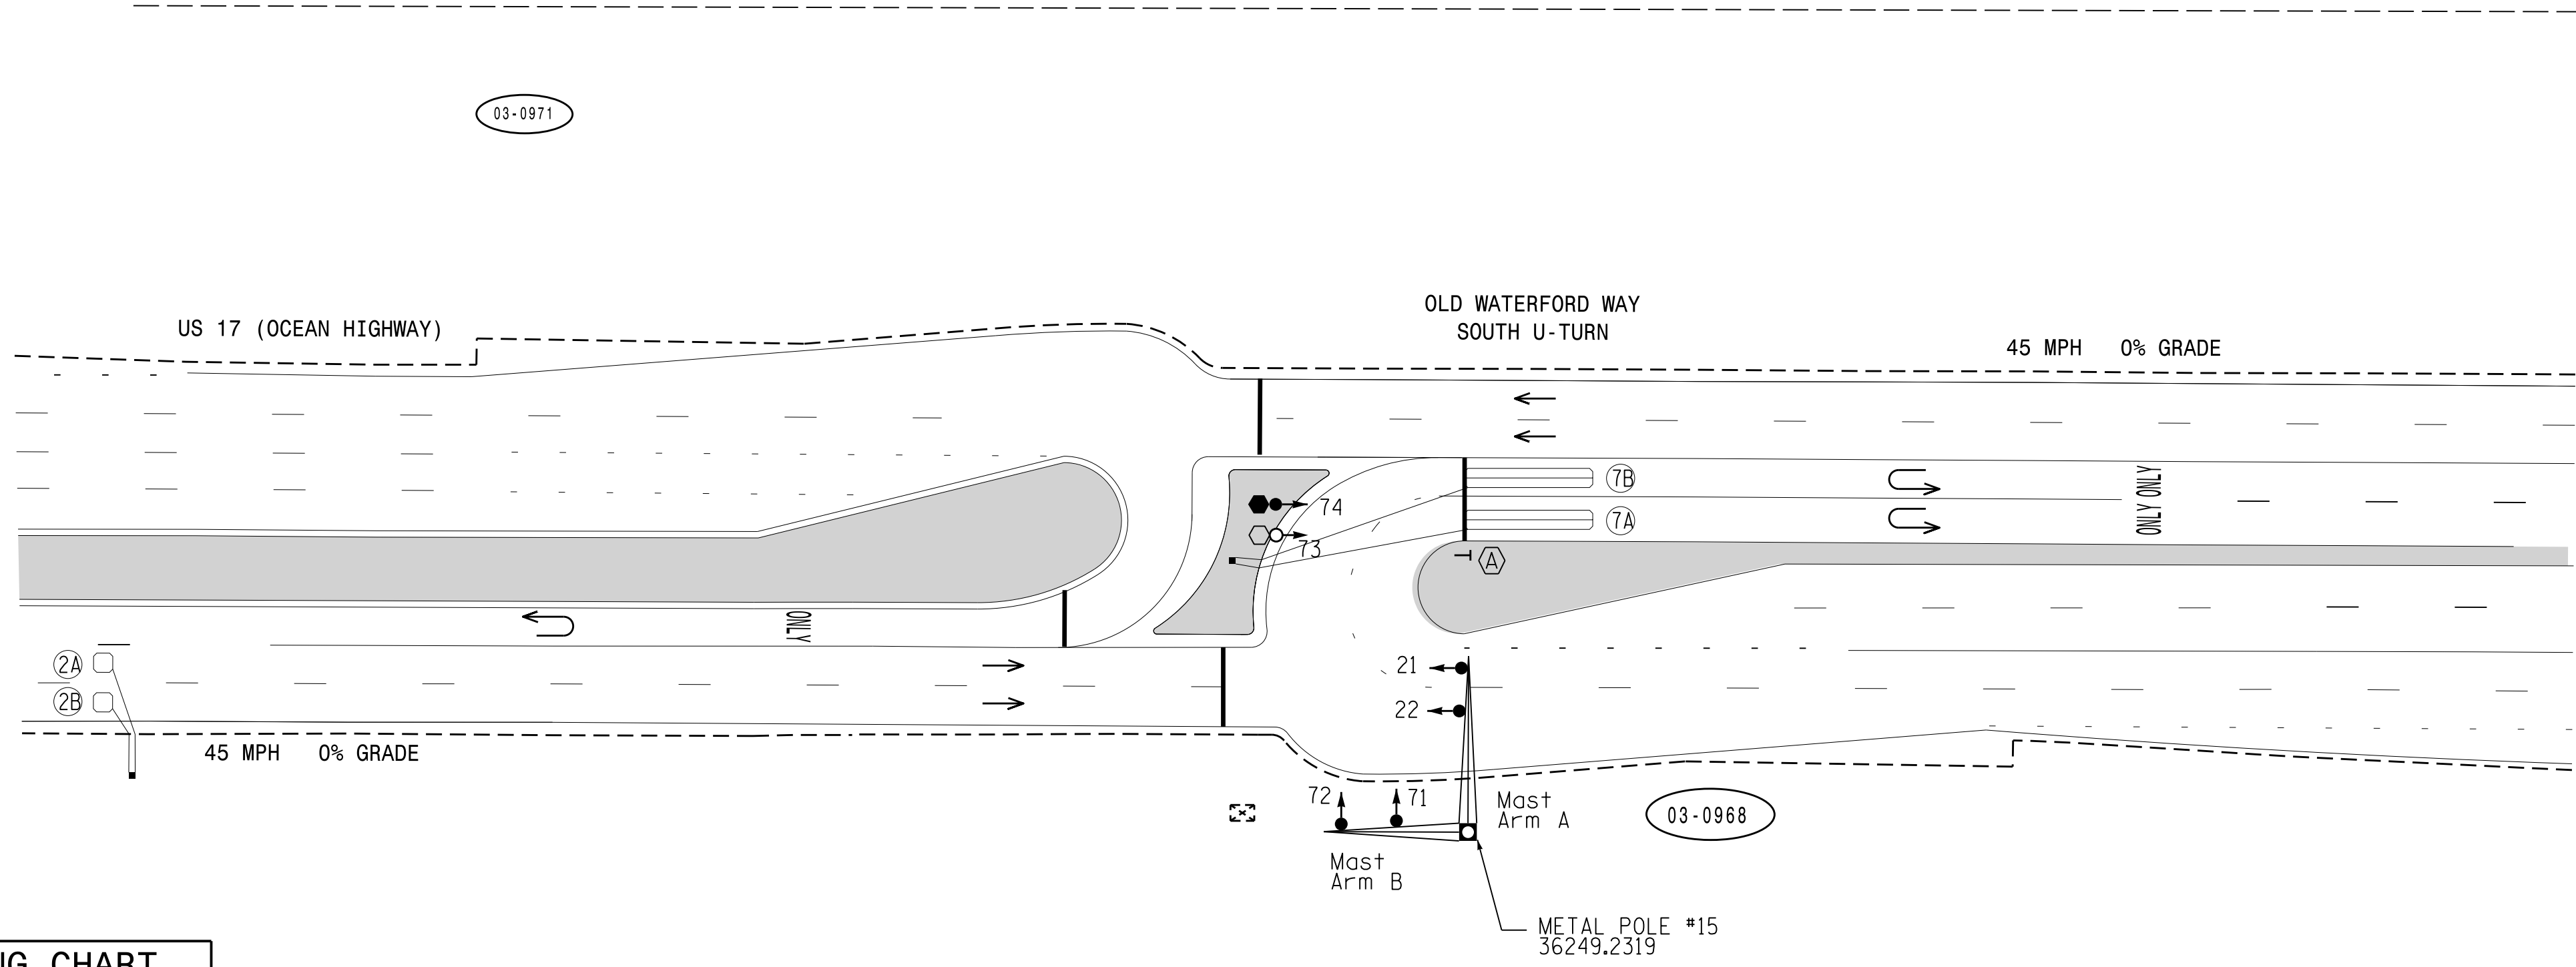 03-0971
US 17 (OCEAN HIGHWAY)
OLD WATERFORD WAY
SOUTH U-TURN
45 MPH 0% GRADE
7B
ONLY ONLY
74
7A
73
A
ONLY
2A
21
2B
22
45 MPH 0% GRADE
72
71
Mast
Arm A
03-0968
Mast
Arm B
METAL POLE #15
36249.2319
CHART